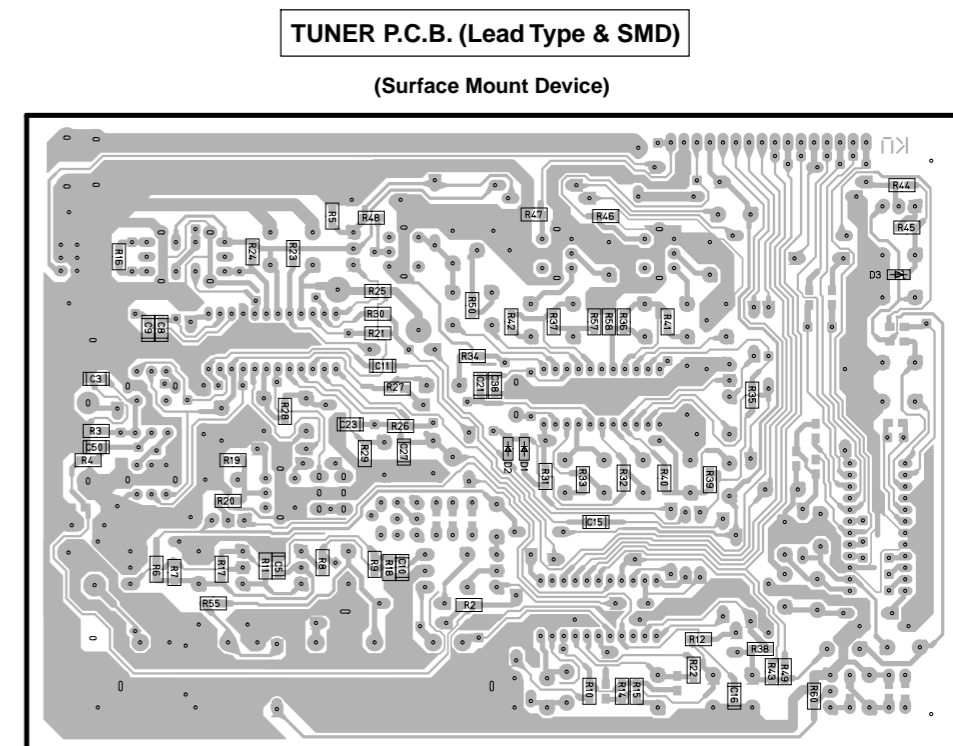 TUNER P.C.B. (Lead Type & SMD)
(Surface Mount Device)
R44
R5
R48
R47
R46
R45
R16
R24
R23
D3
R25
R50
R30
R42
R37
R57
R58
R36
R41
C9
C8
R21
R34
C11
C3
R27
C21
C38
R35
R28
R3
C23
R26
C50
R29
C27
D2
D1
R4
R19
R31
R33
R32
R40
R39
R20
C15
R6
R7
R17
R11
C5
R8
R9
R18
C10
R55
R2
R12
R38
R22
R43
R49
R10
R14
R15
C16
R60